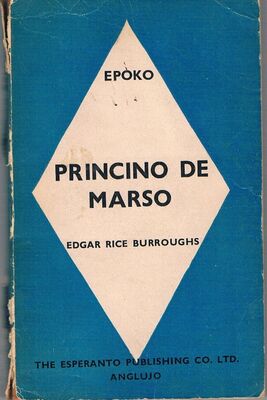 EPOKO
PRINCINO DE
MARSO
EDGAR RICE BURROUGHS
THE ESPERANTO PUBLISHING CO. LTD.
ANGLUJO